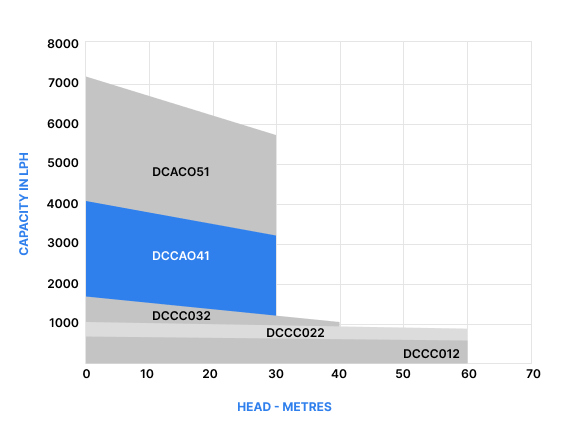 8000
7000
6000
5000
4000
3000
2000
1000
CAPACITY IN LPH
DCACO51
DCCAO41
DCCC032
DCCC022
DCCC012
0 10 20 30 40 50 60 70
HEAD - METRES